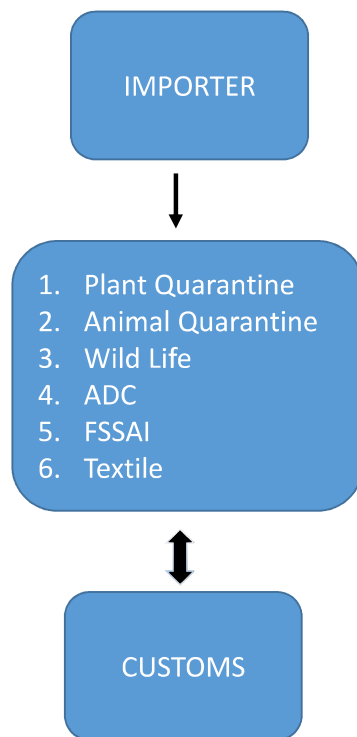 IMPORTER
1. Plant Quarantine
2. Animal Quarantine
3. Wild Life
4. ADC
5. FSSAI
6. Textile
CUSTOMS